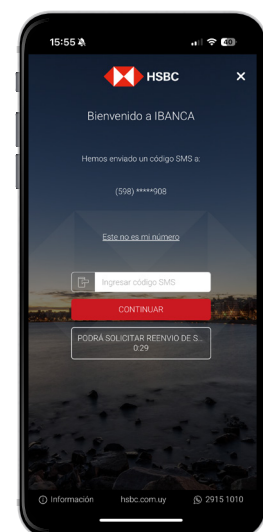 15:55
40
HSBC
Bienvenido a IBANCA
Hemos enviado un código SMS a:
(598) *****908
Este no es mi número
Ingresar código SMS
CONTINUAR
PODRÁ SOLICITAR REENVIO DE S...
0:29
Información hsbc.com.uy 2915 1010